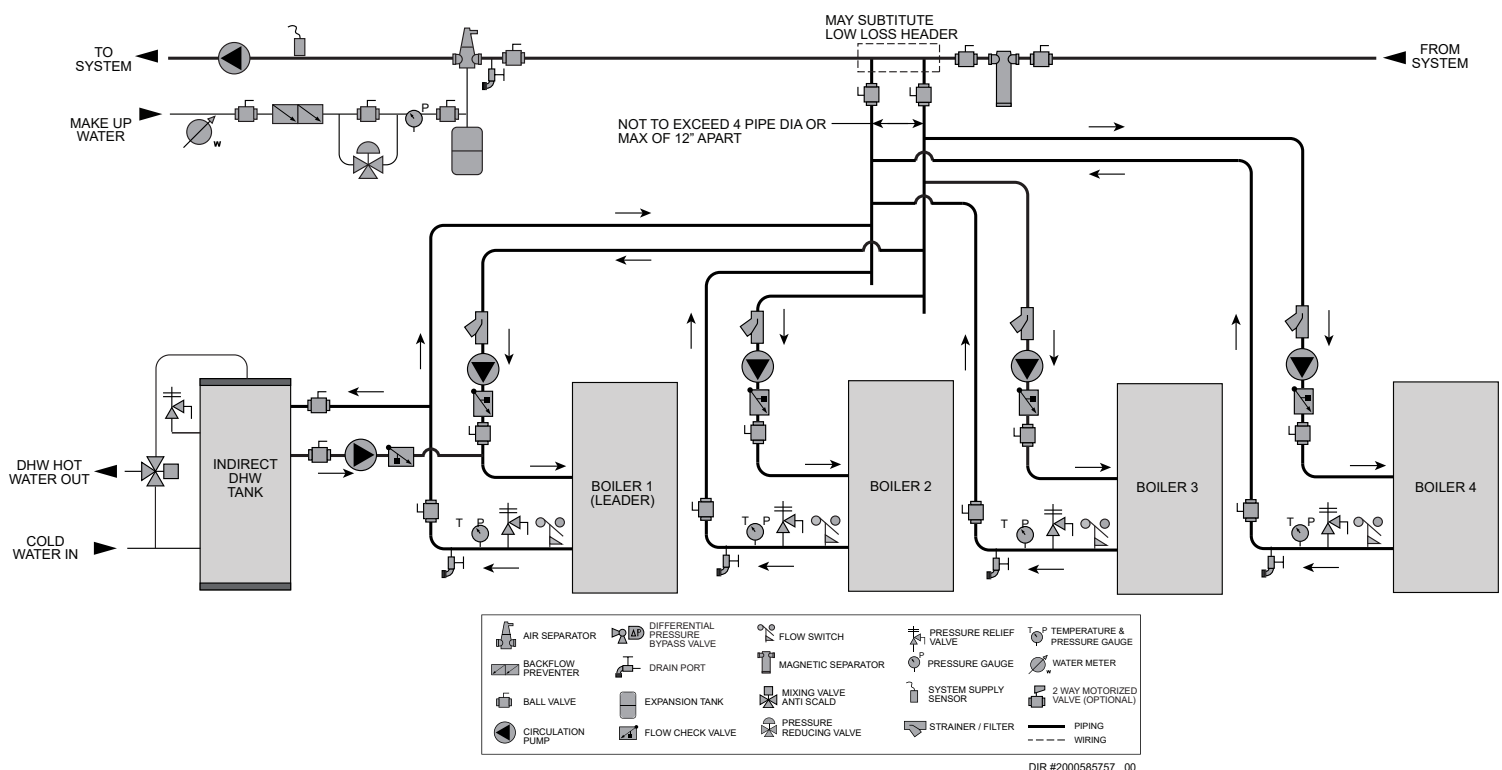 MAY SUBTITUTE
LOW LOSS HEADER
TO
SYSTEM
FROM
SYSTEM
MAKE UP
WATER
W
P
NOT TO EXCEED 4 PIPE DIA OR
MAX OF 12" APART
INDIRECT
DHW
TANK
DHW HOT
WATER OUT
COLD
WATER IN
BOILER 1
(LEADER)
BOILER 2
BOILER 3
BOILER 4
T P
T P
T P
T P
AIR SEPARATOR
BACKFLOW
PREVENTER
BALL VALVE
CIRCULATION
PUMP
ΔP
DIFFERENTIAL
PRESSURE
BYPASS VALVE
DRAIN PORT
EXPANSION TANK
FLOW CHECK VALVE
FLOW SWITCH
MAGNETIC SEPARATOR
MIXING VALVE
ANTI SCALD
PRESSURE
REDUCING VALVE
PRESSURE RELIEF
VALVE
P
PRESSURE GAUGE
SYSTEM SUPPLY
SENSOR
STRAINER / FILTER
T P
TEMPERATURE &
PRESSURE GAUGE
W
WATER METER
2 WAY MOTORIZED
VALVE (OPTIONAL)
PIPING
WIRING
DIR #2000585757 00